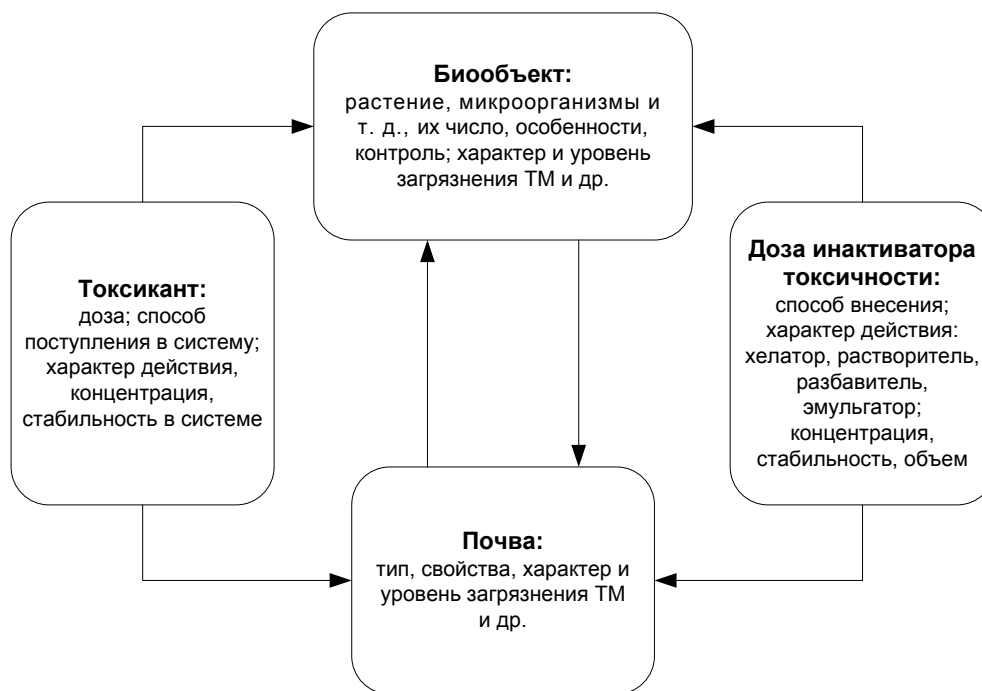 Биообъект:
растение, микроорганизмы и
т. д., их число, особенности,
контроль; характер и уровень
загрязнения ТМ и др.
Токсикант:
доза; способ
поступления в систему;
характер действия,
концентрация,
стабильность в системе
Доза инактиватора
токсичности:
способ внесения;
характер действия:
хелатор, растворитель,
разбавитель,
эмульгатор;
концентрация,
стабильность, объем
Почва:
тип, свойства, характер и
уровень загрязнения ТМ
и др.